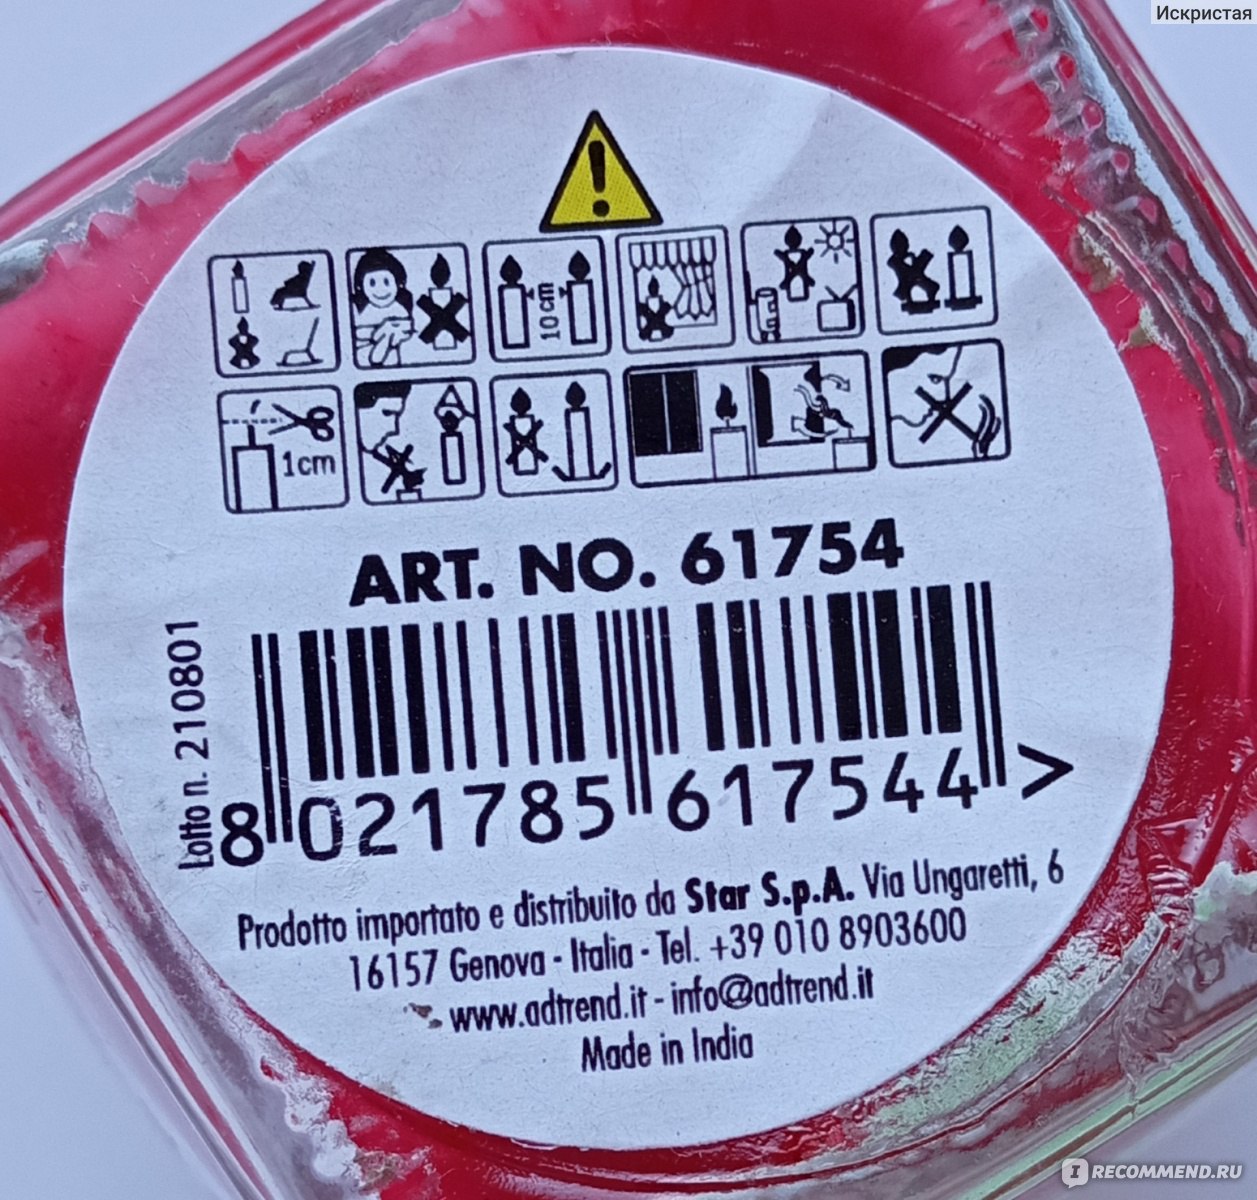 Искристая
10 cm
1cm
ART. NO. 61754
Lotto n. 210801
8 021785 617544 >
Prodotto importato e distribuito da Star S.p.A. Via Ungaretti, 6
16157 Genova - Italia - Tel. +39 010 8903600
www.adtrend.it - info@adtrend.it
Made in India
IRECOMMEND.RU